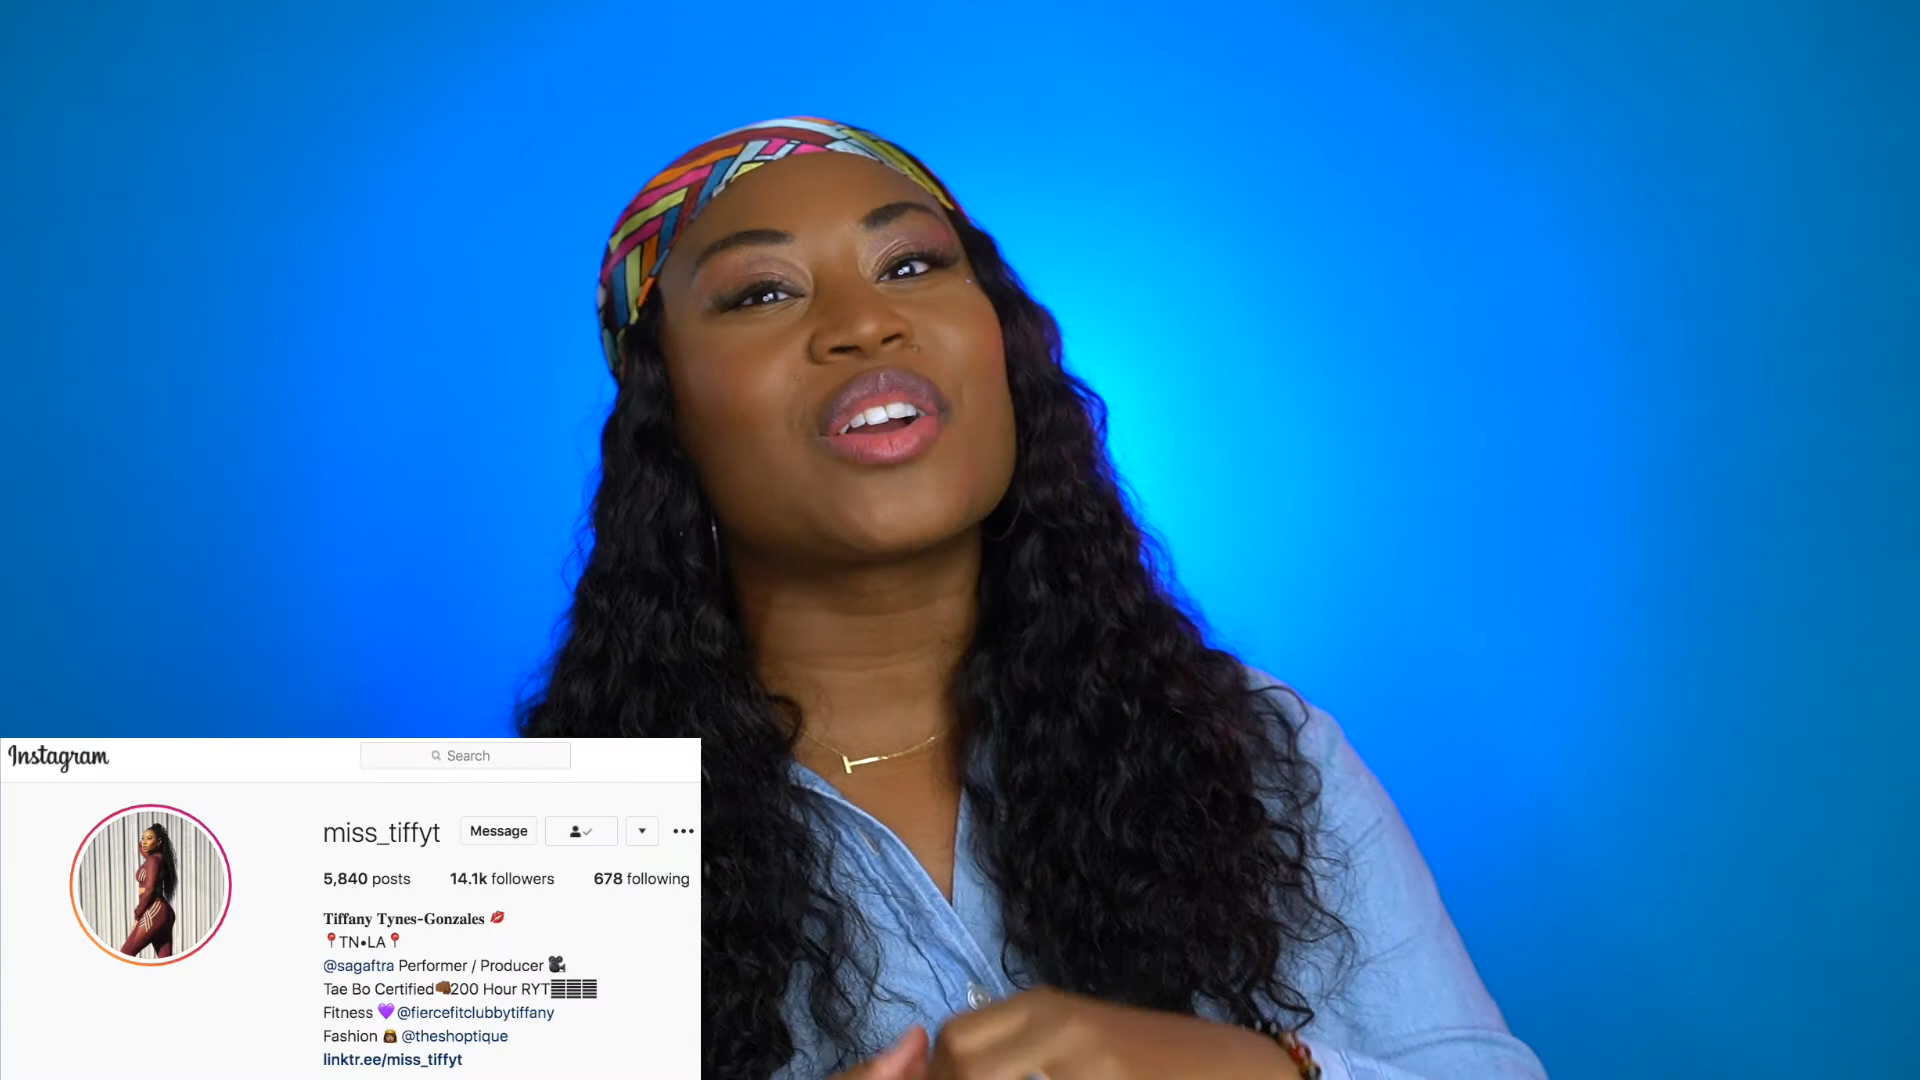 Instagram
Search
miss_tiffyt Message
5,840 posts 14.1k followers 678 following
Tiffany Tynes-Gonzales 💋
📍TN•LA📍
@sagaftra Performer / Producer 🎥
Tae Bo Certified👊🏾200 Hour RYT
Fitness 💜 @fiercefitclubbytiffany
Fashion 👸🏾 @theshoptique
linktr.ee/miss_tiffyt